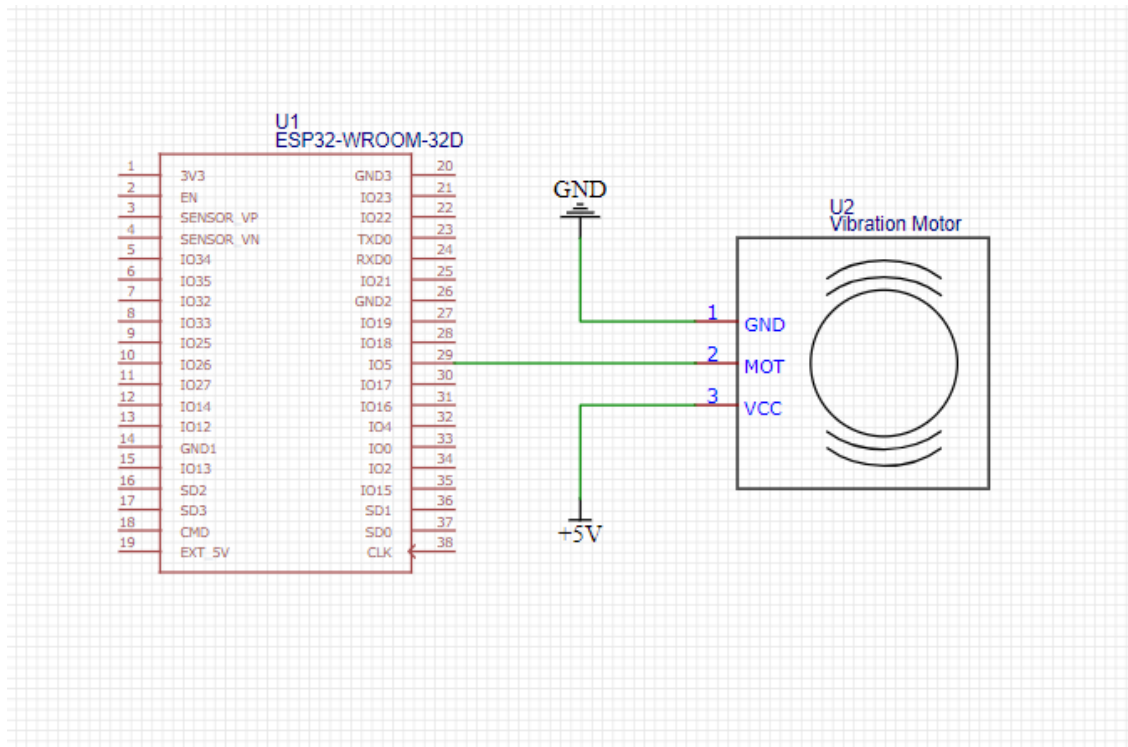 U1
ESP32-WROOM-32D
1 3V3 GND3 20
2 EN IO23 21
3 SENSOR_VP IO22 22
4 SENSOR_VN TXD0 23
5 IO34 RXD0 24
6 IO35 IO21 25
7 IO32 GND2 26
8 IO33 IO19 27
9 IO25 IO18 28
10 IO26 IO5 29
11 IO27 IO17 30
12 IO14 IO16 31
13 IO12 IO4 32
14 GND1 IO0 33
15 IO13 IO2 34
16 SD2 IO15 35
17 SD3 SD1 36
18 CMD SD0 37
19 EXT_5V CLK 38
GND
+5V
U2
Vibration Motor
1 GND
2 MOT
3 VCC